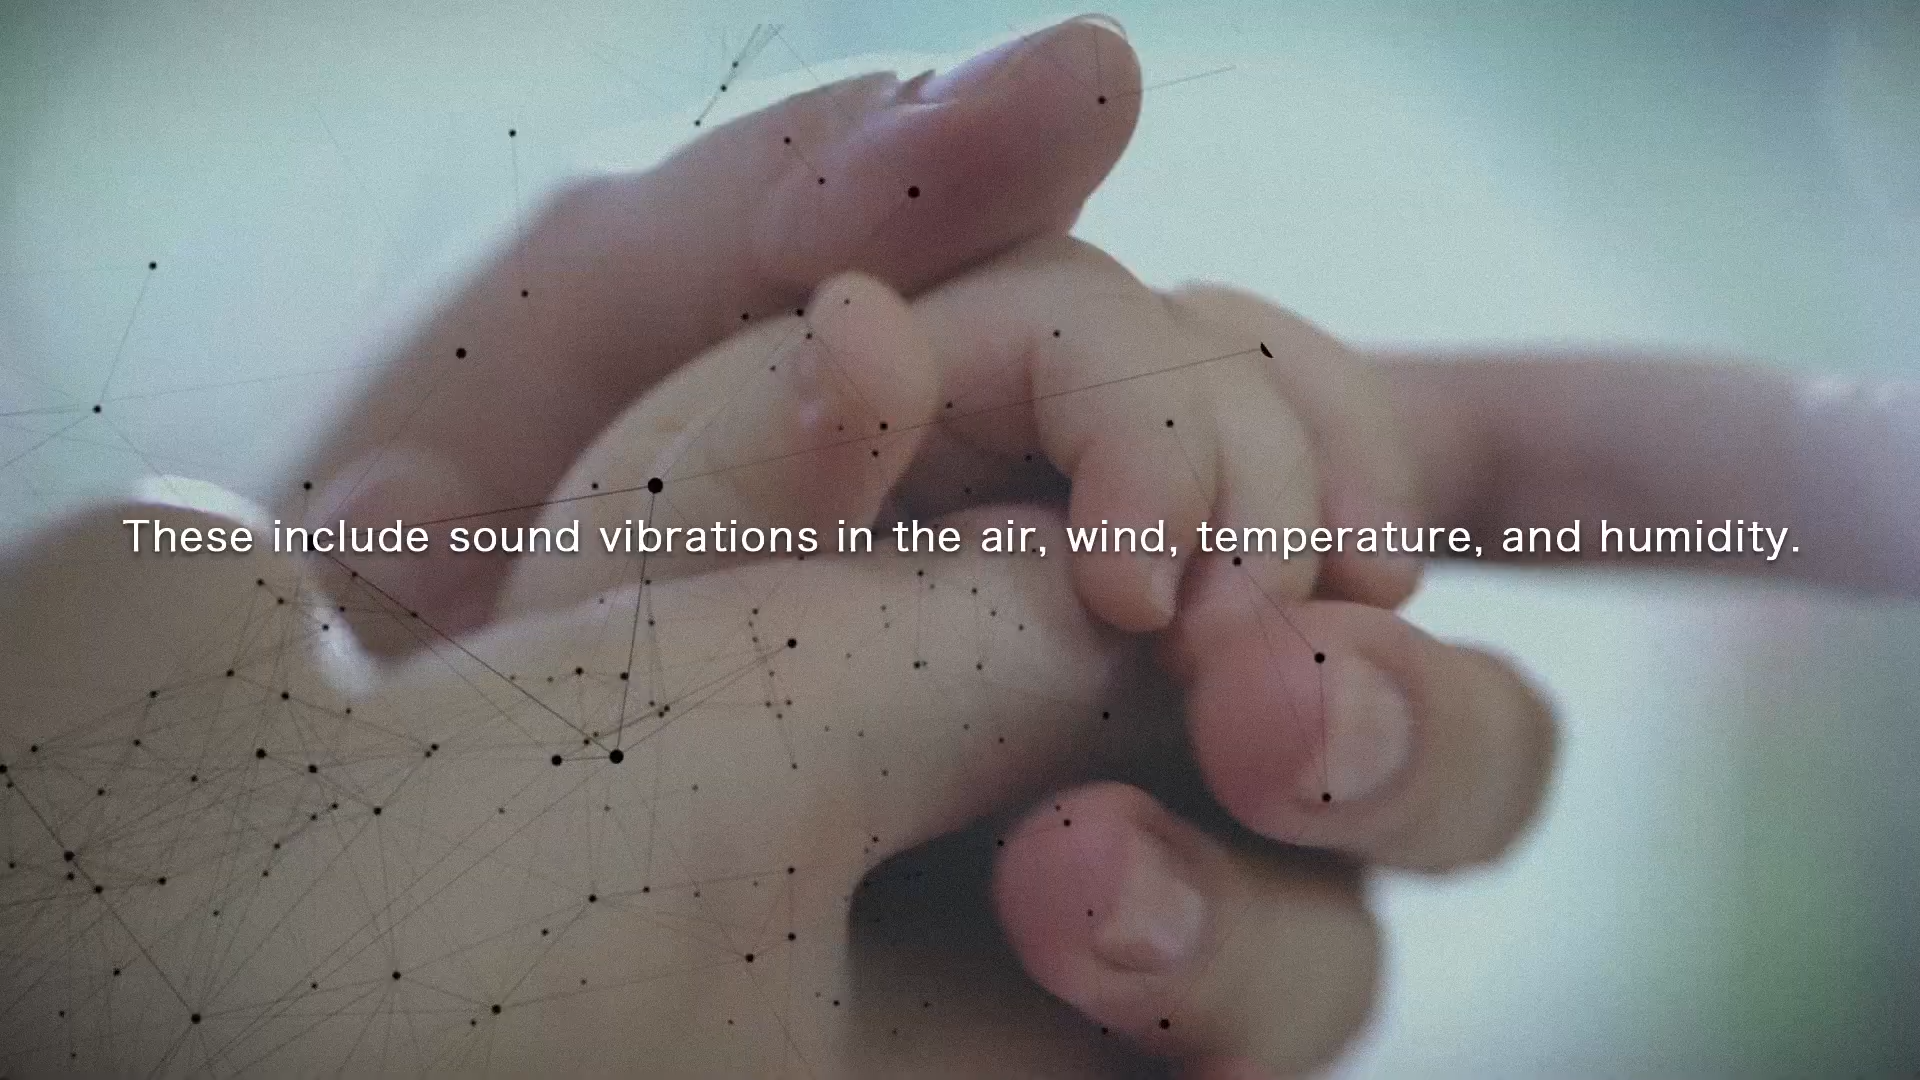 These include sound vibrations in the air, wind, temperature, and humidity.